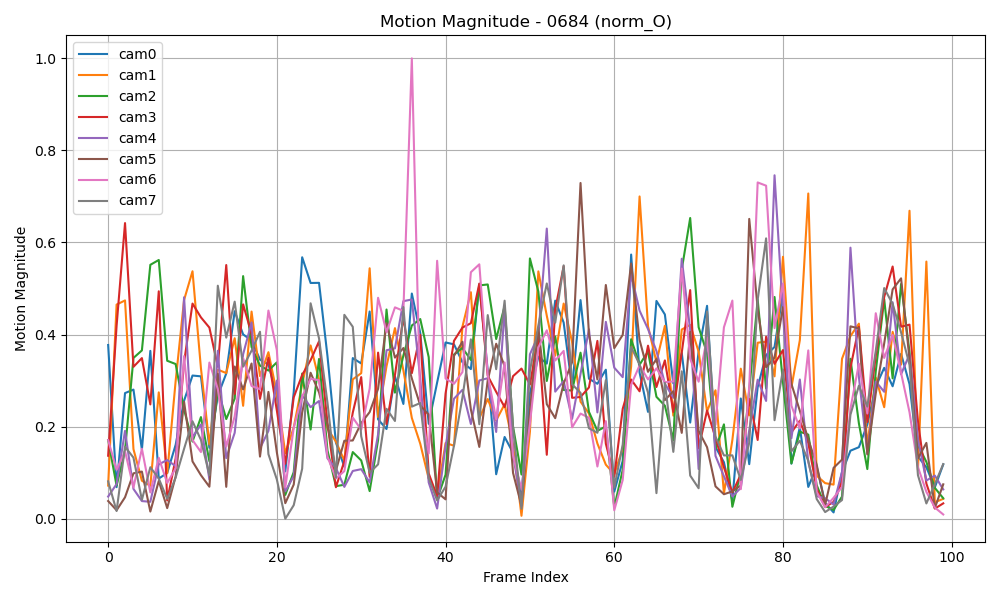 Motion Magnitude - 0684 (norm_O)
cam0
cam1
cam2
cam3
cam4
cam5
cam6
cam7
Motion Magnitude
1.0
0.8
0.6
0.4
0.2
0.0
0 20 40 60 80 100
Frame Index